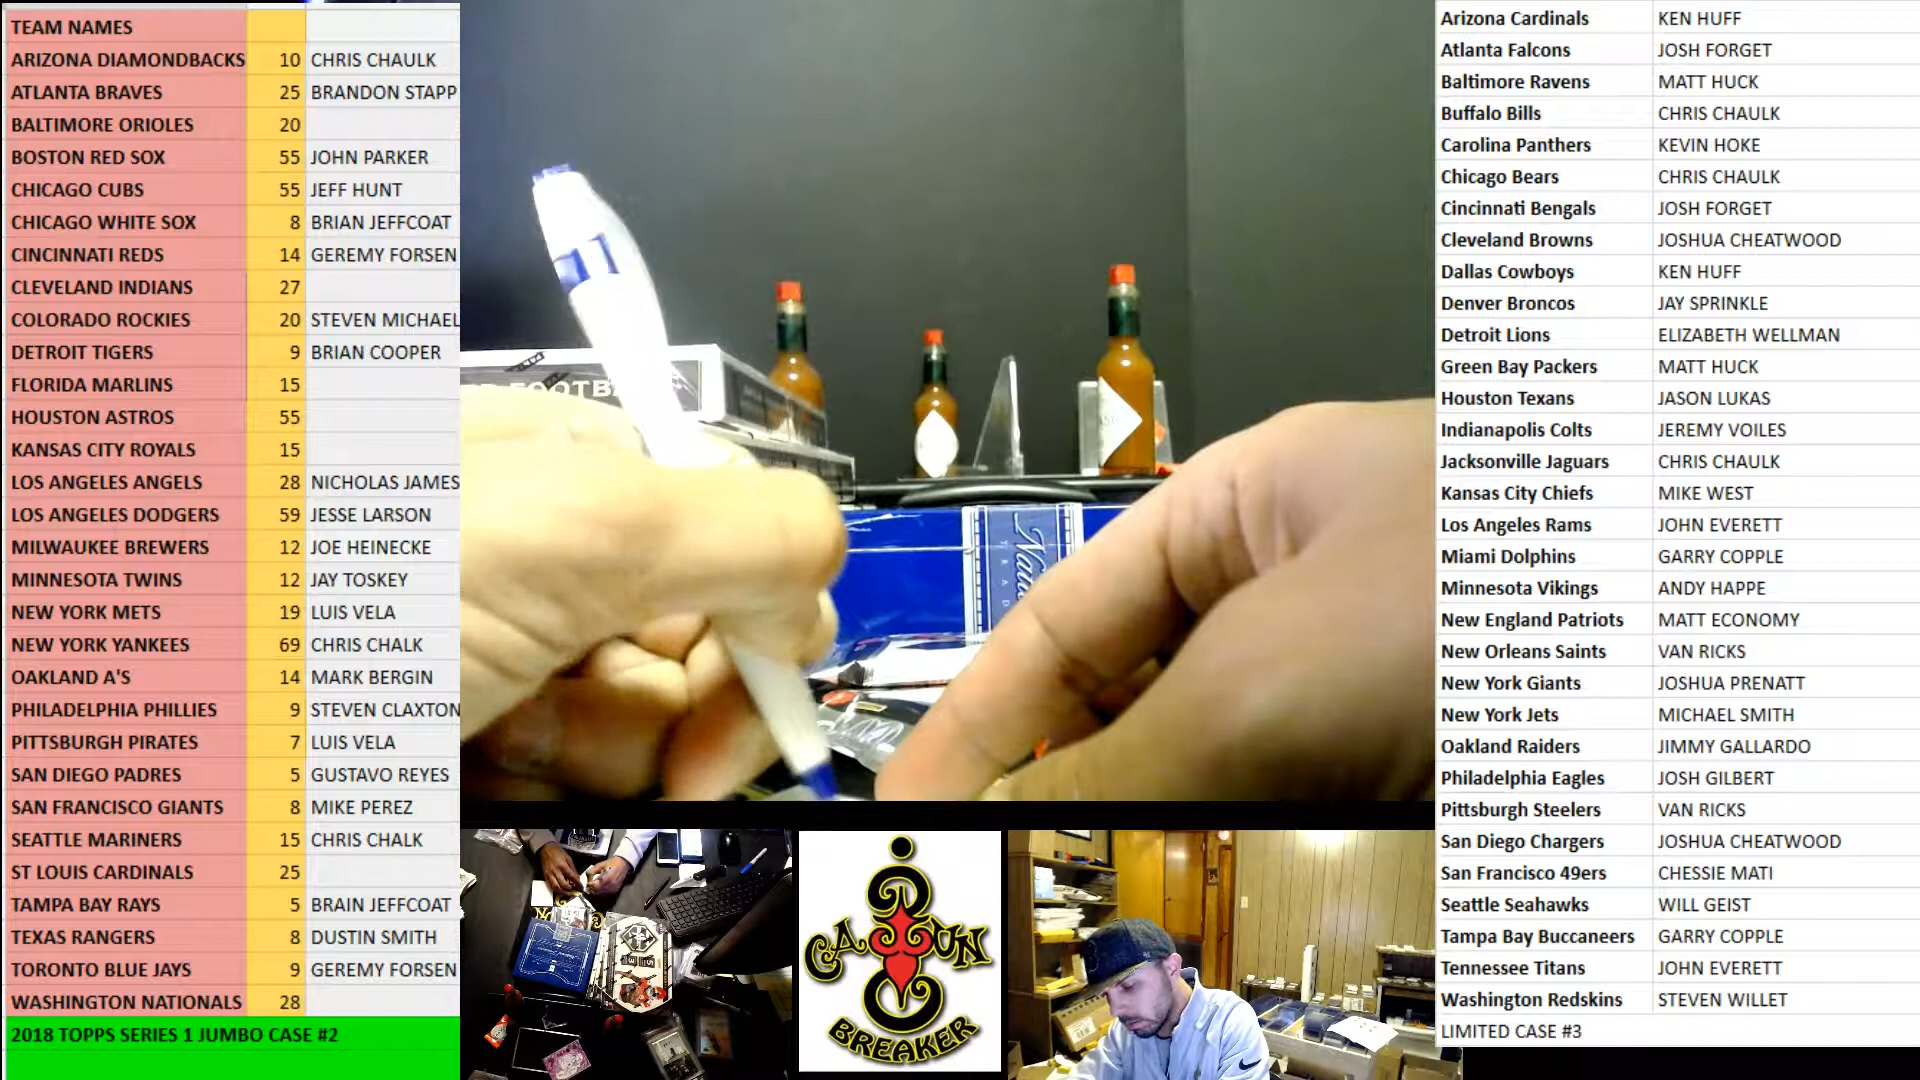 TEAM NAMES
ARIZONA DIAMONDBACKS 10 CHRIS CHAULK
ATLANTA BRAVES 25 BRANDON STAPP
BALTIMORE ORIOLES 20
BOSTON RED SOX 55 JOHN PARKER
CHICAGO CUBS 55 JEFF HUNT
CHICAGO WHITE SOX 8 BRIAN JEFFCOAT
CINCINNATI REDS 14 GEREMY FORSEN
CLEVELAND INDIANS 27
COLORADO ROCKIES 20 STEVEN MICHAEL
DETROIT TIGERS 9 BRIAN COOPER
FLORIDA MARLINS 15
HOUSTON ASTROS 55
KANSAS CITY ROYALS 15
LOS ANGELES ANGELS 28 NICHOLAS JAMES
LOS ANGELES DODGERS 59 JESSE LARSON
MILWAUKEE BREWERS 12 JOE HEINECKE
MINNESOTA TWINS 12 JAY TOSKEY
NEW YORK METS 19 LUIS VELA
NEW YORK YANKEES 69 CHRIS CHALK
OAKLAND A'S 14 MARK BERGIN
PHILADELPHIA PHILLIES 9 STEVEN CLAXTON
PITTSBURGH PIRATES 7 LUIS VELA
SAN DIEGO PADRES 5 GUSTAVO REYES
SAN FRANCISCO GIANTS 8 MIKE PEREZ
SEATTLE MARINERS 15 CHRIS CHALK
ST LOUIS CARDINALS 25
TAMPA BAY RAYS 5 BRAIN JEFFCOAT
TEXAS RANGERS 8 DUSTIN SMITH
TORONTO BLUE JAYS 9 GEREMY FORSEN
WASHINGTON NATIONALS 28
2018 TOPPS SERIES 1 JUMBO CASE #2
CAJUN
BREAKER
Arizona Cardinals KEN HUFF
Atlanta Falcons JOSH FORGET
Baltimore Ravens MATT HUCK
Buffalo Bills CHRIS CHAULK
Carolina Panthers KEVIN HOKE
Chicago Bears CHRIS CHAULK
Cincinnati Bengals JOSH FORGET
Cleveland Browns JOSHUA CHEATWOOD
Dallas Cowboys KEN HUFF
Denver Broncos JAY SPRINKLE
Detroit Lions ELIZABETH WELLMAN
Green Bay Packers MATT HUCK
Houston Texans JASON LUKAS
Indianapolis Colts JEREMY VOILES
Jacksonville Jaguars CHRIS CHAULK
Kansas City Chiefs MIKE WEST
Los Angeles Rams JOHN EVERETT
Miami Dolphins GARRY COPPLE
Minnesota Vikings ANDY HAPPE
New England Patriots MATT ECONOMY
New Orleans Saints VAN RICKS
New York Giants JOSHUA PRENATT
New York Jets MICHAEL SMITH
Oakland Raiders JIMMY GALLARDO
Philadelphia Eagles JOSH GILBERT
Pittsburgh Steelers VAN RICKS
San Diego Chargers JOSHUA CHEATWOOD
San Francisco 49ers CHESSIE MATI
Seattle Seahawks WILL GEIST
Tampa Bay Buccaneers GARRY COPPLE
Tennessee Titans JOHN EVERETT
Washington Redskins STEVEN WILLET
LIMITED CASE #3